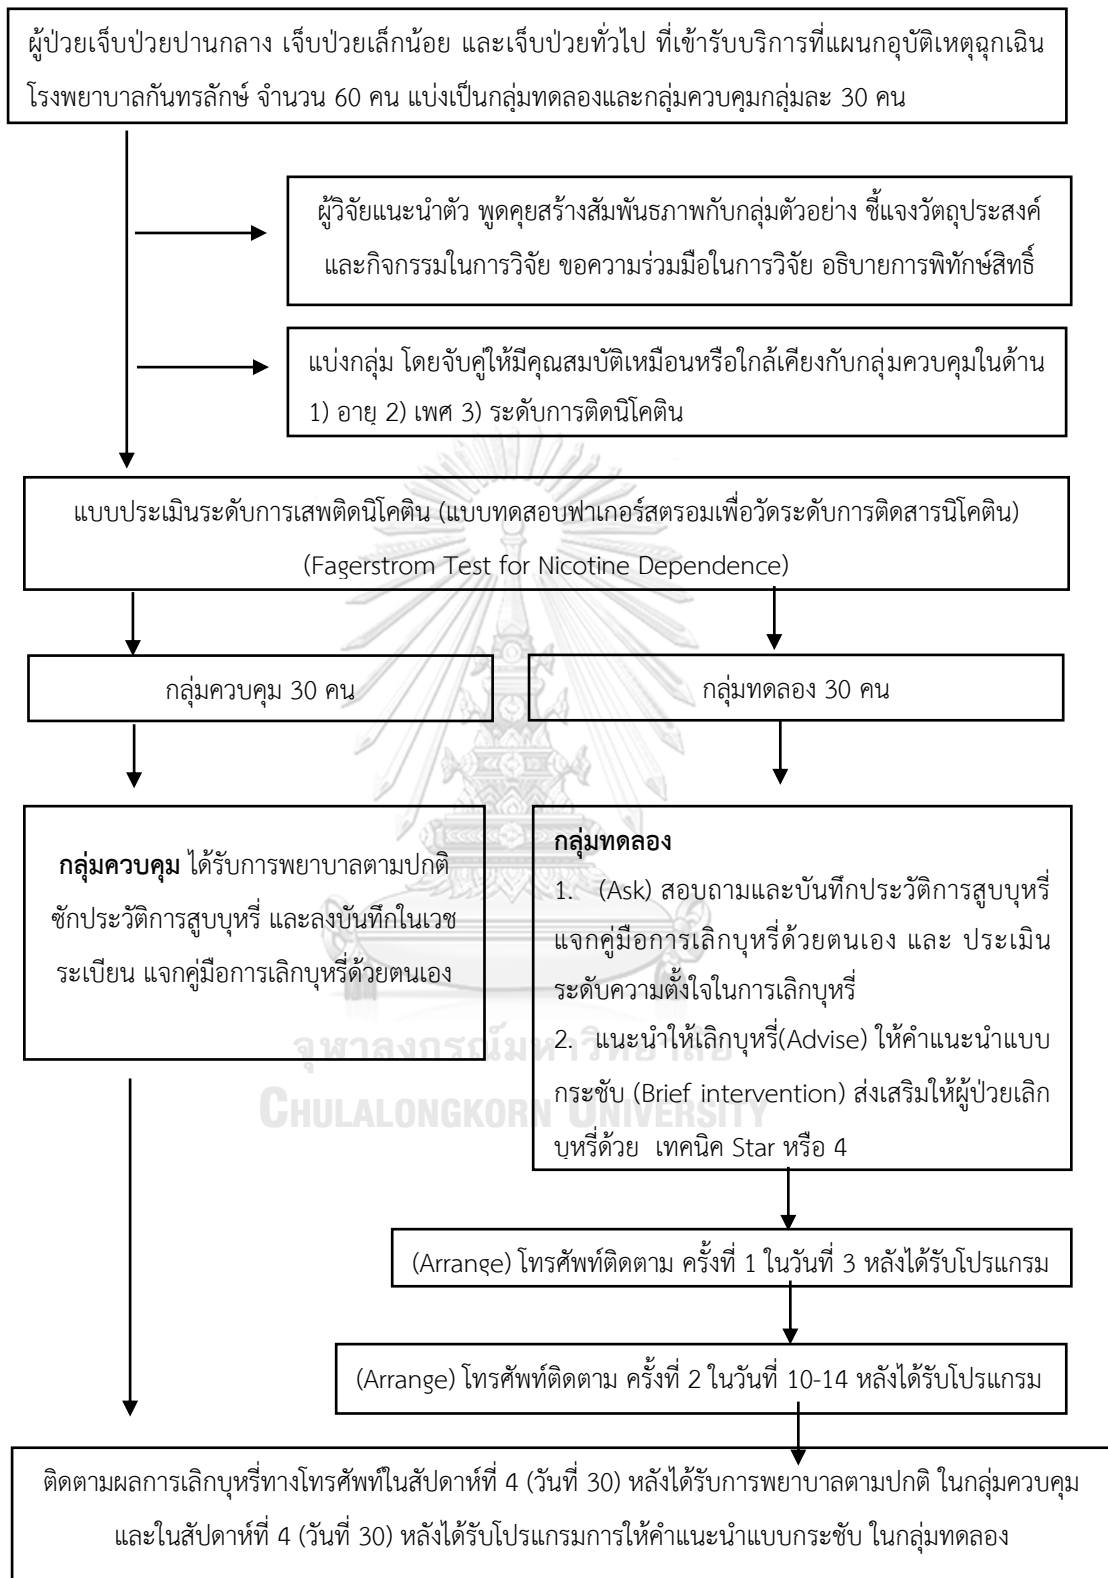 ผู้ป่วยเจ็บป่วยปานกลาง เจ็บป่วยเล็กน้อย และเจ็บป่วยทั่วไป ที่เข้ารับบริการที่แผนกอุบัติเหตุฉุกเฉิน
โรงพยาบาลกันทรลักษ์ จำนวน 60 คน แบ่งเป็นกลุ่มทดลองและกลุ่มควบคุมกลุ่มละ 30 คน
ผู้วิจัยแนะนำตัว พูดคุยสร้างสัมพันธภาพกับกลุ่มตัวอย่าง ชี้แจงวัตถุประสงค์
และกิจกรรมในการวิจัย ขอความร่วมมือในการวิจัย อธิบายการพิทักษ์สิทธิ์
แบ่งกลุ่ม โดยจับคู่ให้มีคุณสมบัติเหมือนหรือใกล้เคียงกับกลุ่มควบคุมในด้าน
1) อายุ 2) เพศ 3) ระดับการติดนิโคติน
แบบประเมินระดับการเสพติดนิโคติน (แบบทดสอบฟาเกอร์สตรอมเพื่อวัดระดับการติดสารนิโคติน)
(Fagerstrom Test for Nicotine Dependence)
กลุ่มควบคุม 30 คน
กลุ่มทดลอง 30 คน
กลุ่มควบคุม ได้รับการพยาบาลตามปกติ
ซักประวัติการสูบบุหรี่ และลงบันทึกในเวช
ระเบียน แจกคู่มือการเลิกบุหรี่ด้วยตนเอง
กลุ่มทดลอง
1. (Ask) สอบถามและบันทึกประวัติการสูบบุหรี่
แจกคู่มือการเลิกบุหรี่ด้วยตนเอง และ ประเมิน
ระดับความตั้งใจในการเลิกบุหรี่
2. แนะนำให้เลิกบุหรี่(Advise) ให้คำแนะนำแบบ
กระชับ (Brief intervention) ส่งเสริมให้ผู้ป่วยเลิก
บุหรี่ด้วย เทคนิค Star หรือ 4
จุฬาลงกรณ์มหาวิทยาลัย
CHULALONGKORN UNIVERSITY
(Arrange) โทรศัพท์ติดตาม ครั้งที่ 1 ในวันที่ 3 หลังได้รับโปรแกรม
(Arrange) โทรศัพท์ติดตาม ครั้งที่ 2 ในวันที่ 10-14 หลังได้รับโปรแกรม
ติดตามผลการเลิกบุหรี่ทางโทรศัพท์ในสัปดาห์ที่ 4 (วันที่ 30) หลังได้รับการพยาบาลตามปกติ ในกลุ่มควบคุม
และในสัปดาห์ที่ 4 (วันที่ 30) หลังได้รับโปรแกรมการให้คำแนะนำแบบกระชับ ในกลุ่มทดลอง